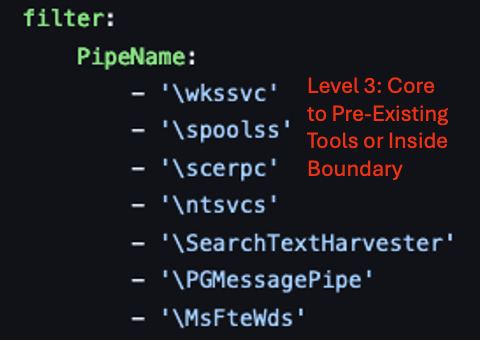 filter:
PipeName:
- '\wkssvc'
- '\spoolss'
- '\scerpc'
- '\ntsvcs'
- '\SearchTextHarvester'
- '\PGMessagePipe'
- '\MsFteWds'
Level 3: Core
to Pre-Existing
Tools or Inside
Boundary